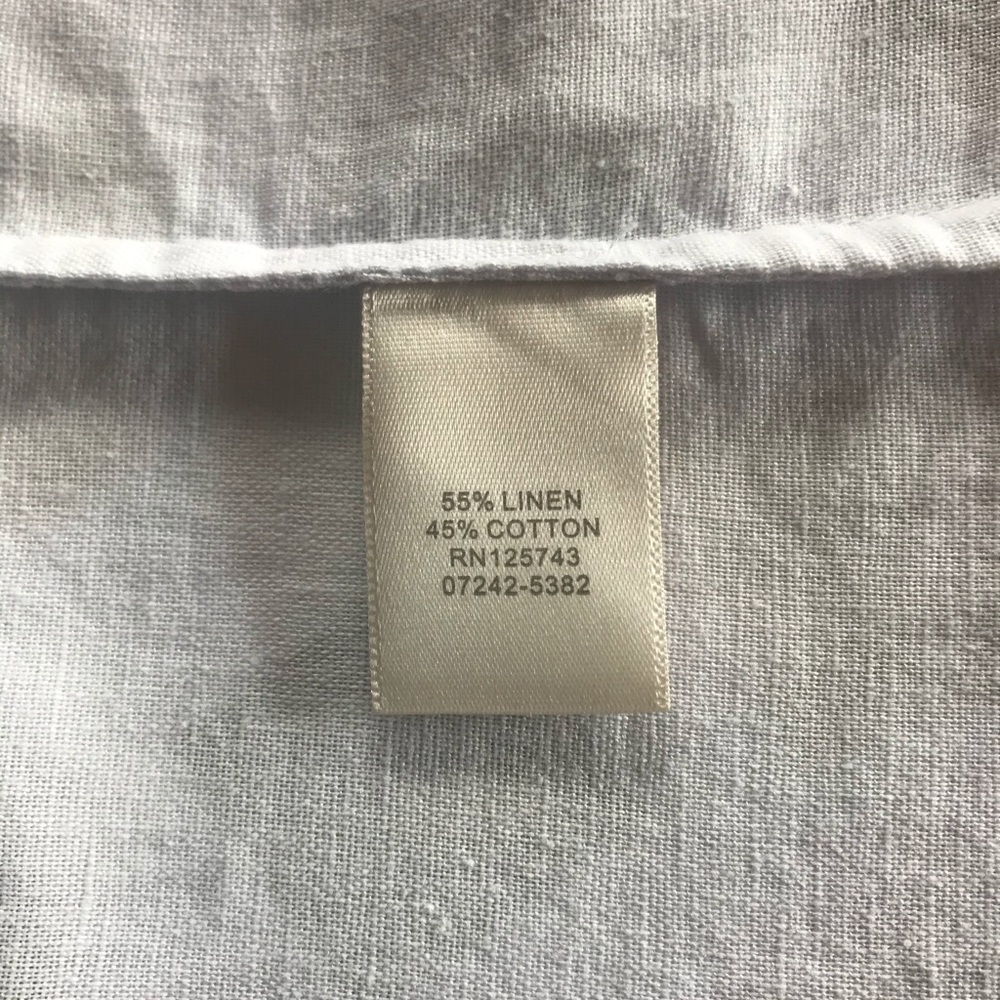 55% LINEN
45% COTTON
RN125743
07242-5382